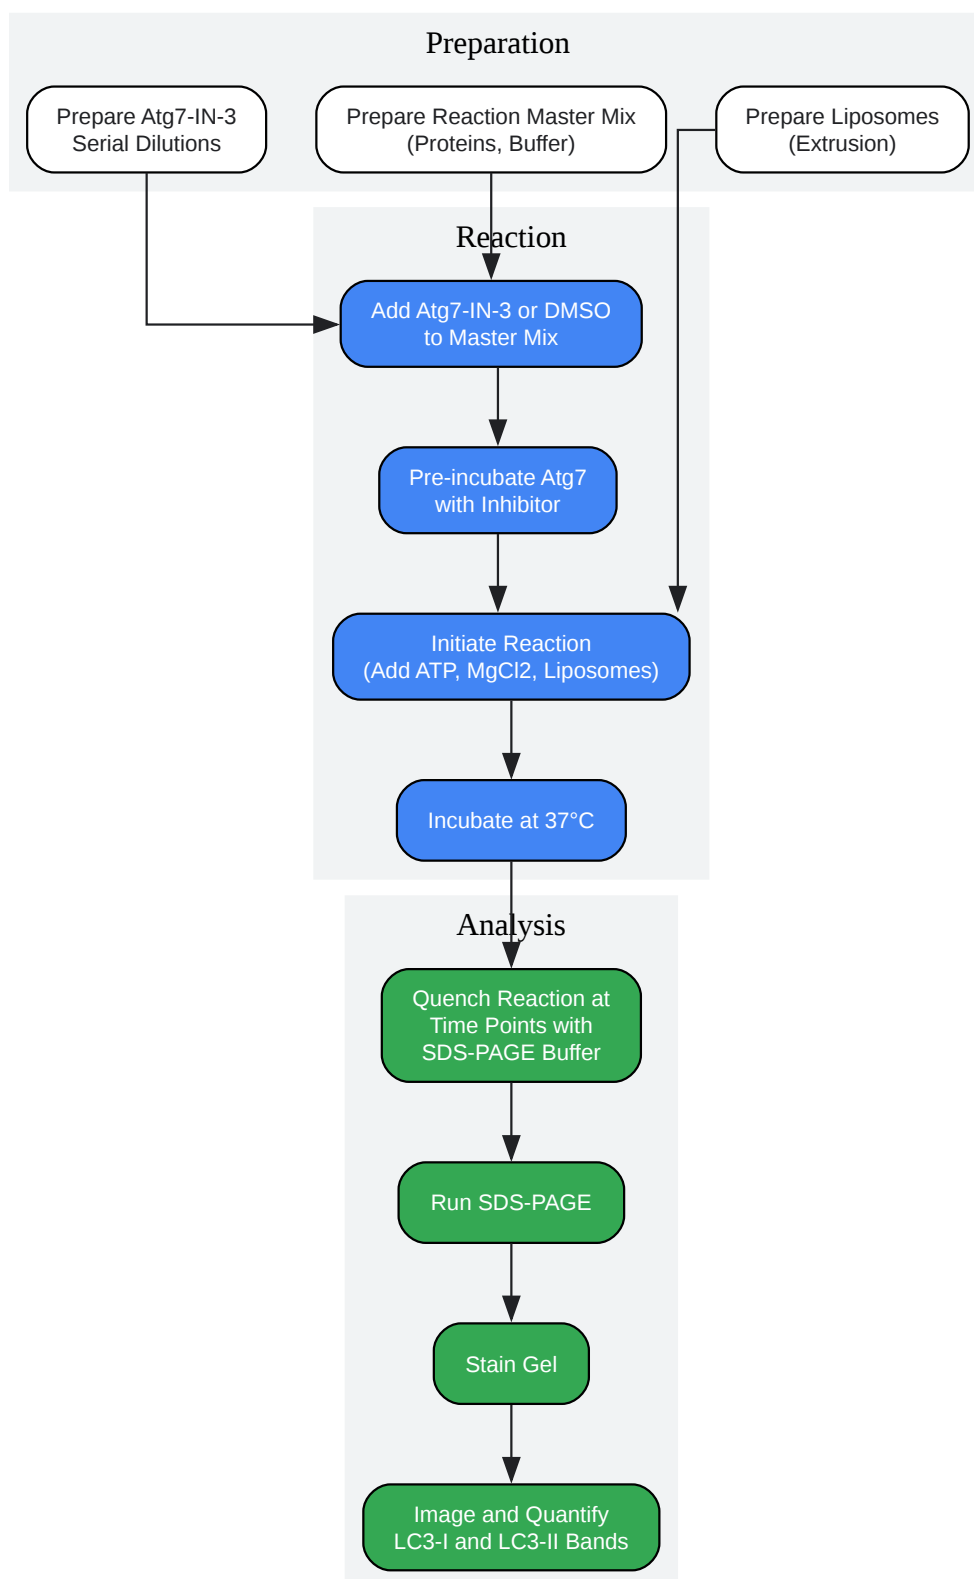 Preparation
Prepare Atg7-IN-3
Serial Dilutions
Prepare Reaction Master Mix
(Proteins, Buffer)
Prepare Liposomes
(Extrusion)
Reaction
Add Atg7-IN-3 or DMSO
to Master Mix
Pre-incubate Atg7
with Inhibitor
Initiate Reaction
(Add ATP, MgCl2, Liposomes)
Incubate at 37°C
Analysis
Quench Reaction at
Time Points with
SDS-PAGE Buffer
Run SDS-PAGE
Stain Gel
Image and Quantify
LC3-I and LC3-II Bands